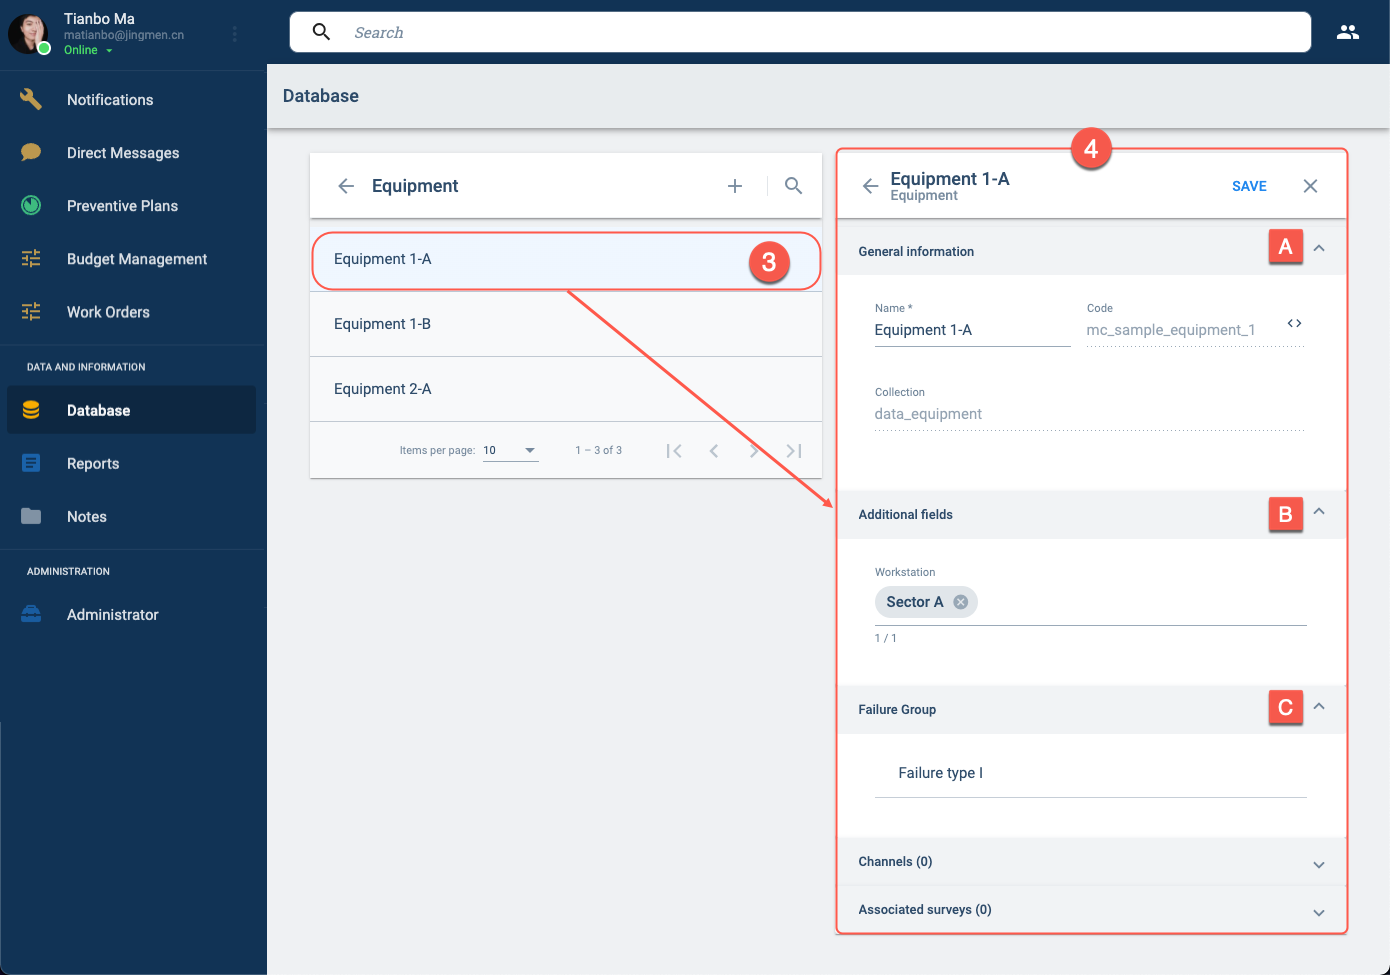 Tianbo Ma
matianbo@jingmen.cn
Online
Search
Notifications
Direct Messages
Preventive Plans
Budget Management
Work Orders
DATA AND INFORMATION
Database
Reports
Notes
ADMINISTRATION
Administrator
Database
Equipment
Equipment 1-A
3
Equipment 1-B
Equipment 2-A
Items per page: 10
1 – 3 of 3
4
Equipment 1-A
Equipment
SAVE
General information
A
Name *
Code
Equipment 1-A
mc_sample_equipment_1
Collection
data_equipment
Additional fields
B
Workstation
Sector A
1 / 1
Failure Group
C
Failure type I
Channels (0)
Associated surveys (0)